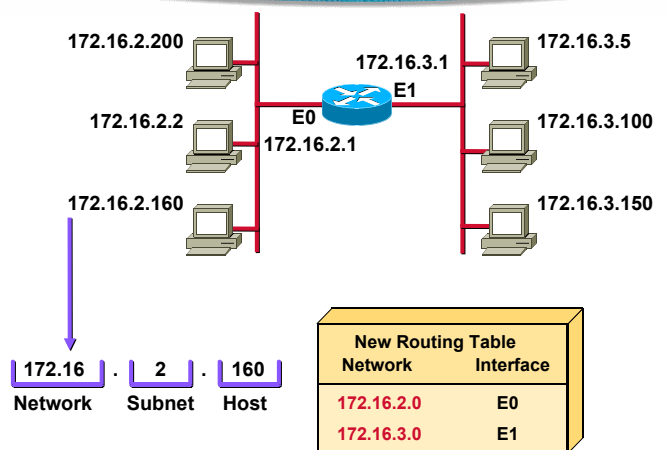 172.16.2.200
172.16.3.5
172.16.3.1
E1
E0
172.16.2.2
172.16.3.100
172.16.2.1
172.16.2.160
172.16.3.150
172.16 . 2 . 160
Network Subnet Host
New Routing Table
Network Interface
172.16.2.0 E0
172.16.3.0 E1